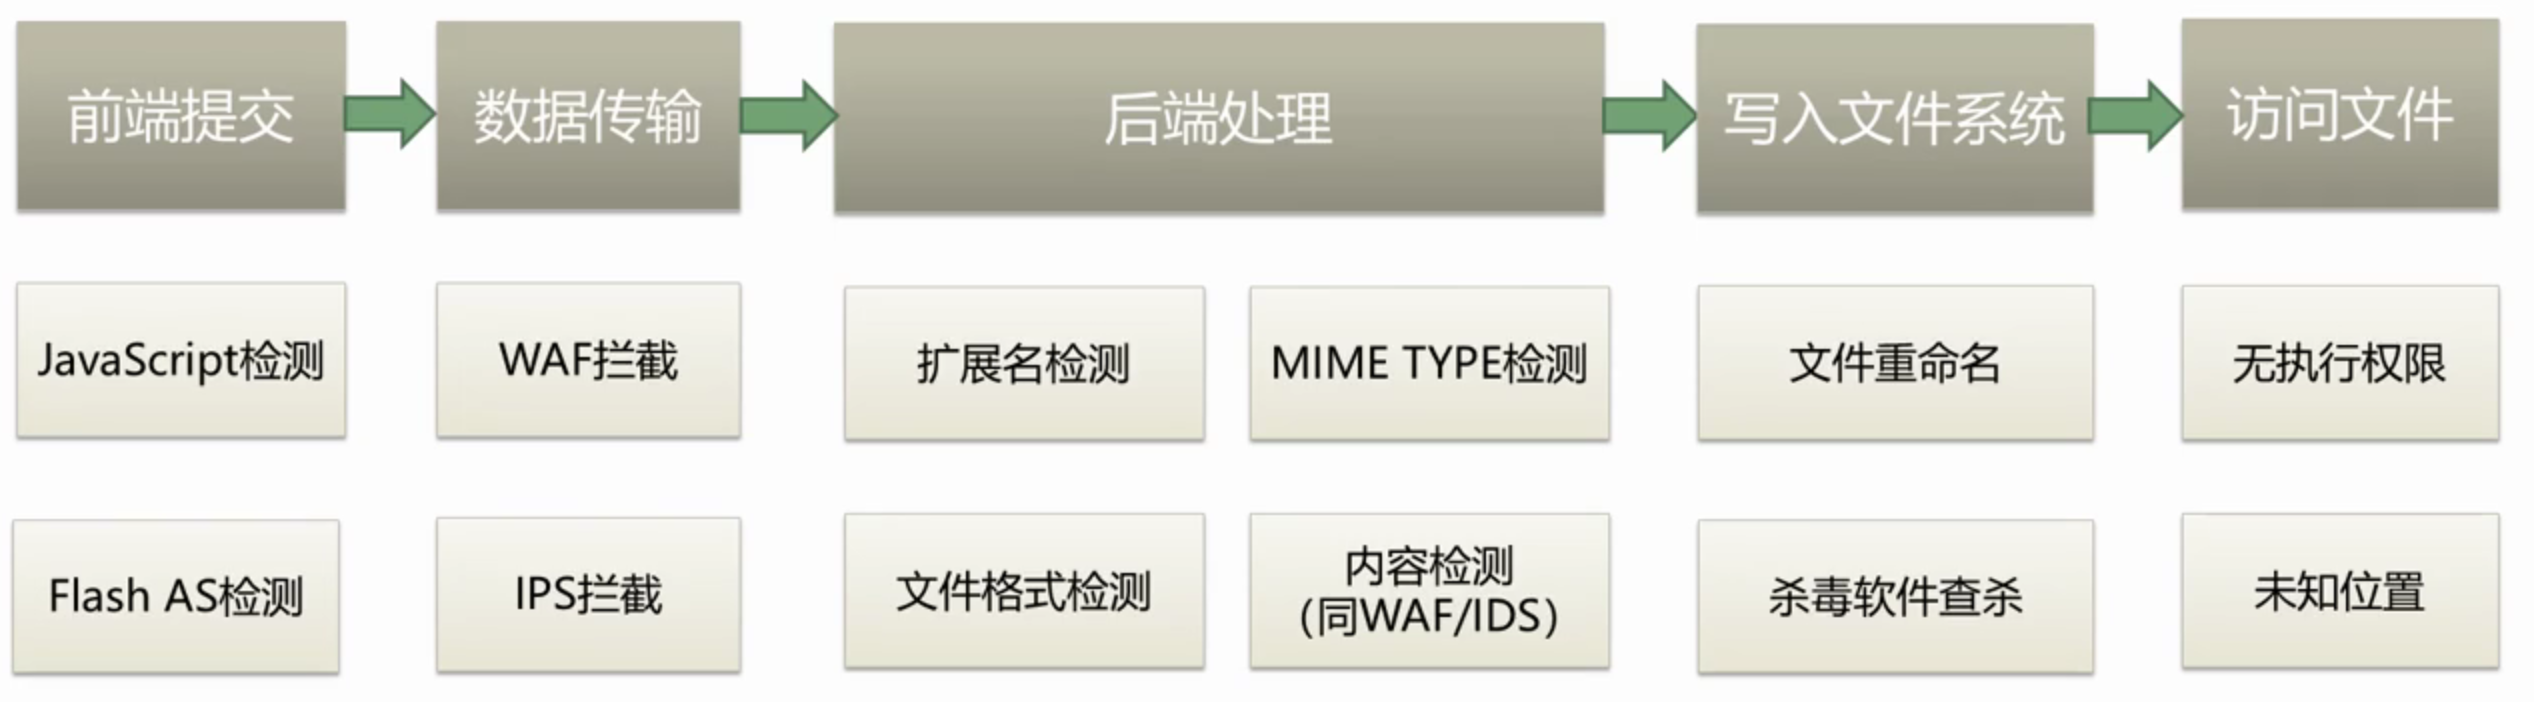 前端提交
数据传输
后端处理
写入文件系统
访问文件
JavaScript检测
WAF拦截
扩展名检测
MIME TYPE检测
文件重命名
无执行权限
Flash AS检测
IPS拦截
文件格式检测
内容检测
（同WAF/IDS）
杀毒软件查杀
未知位置